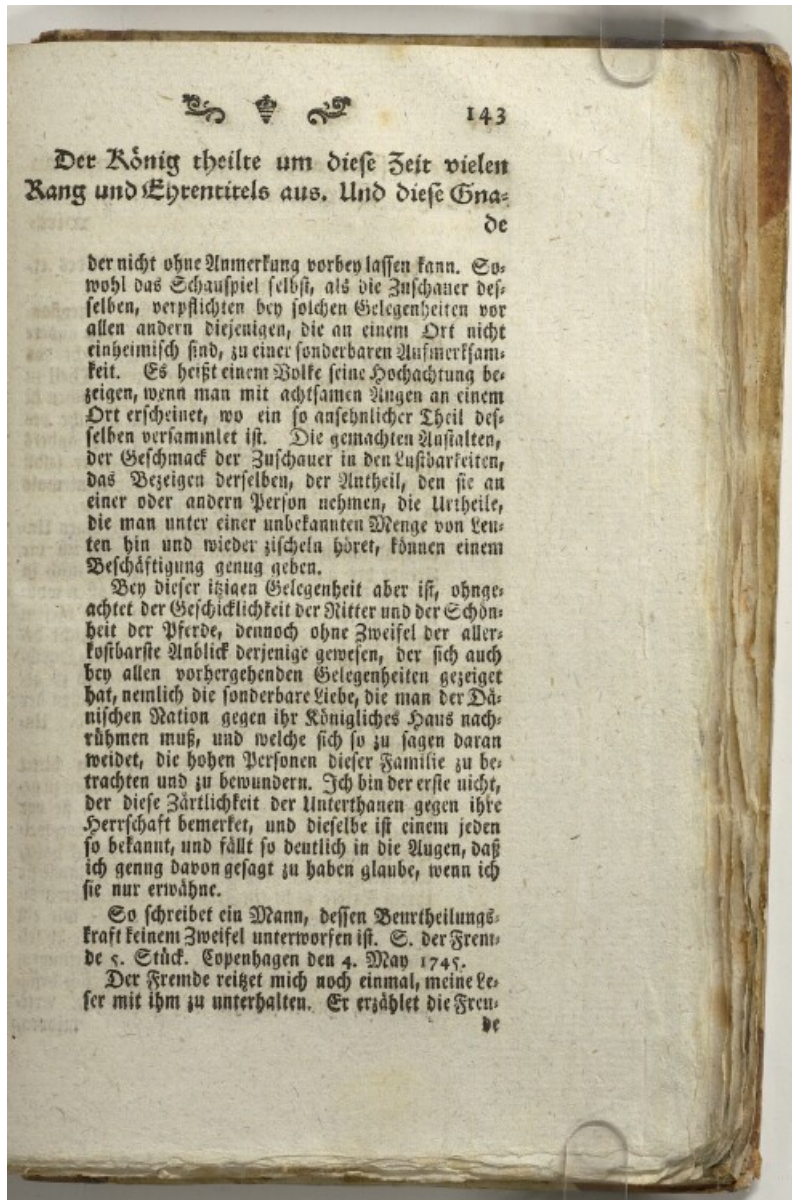 143
Der König theilte um diese Zeit vielen
Rang und Ehrentitels aus. Und diese Gna-
de
der nicht ohne Anmerkung vorbey lassen kann. So-
wohl das Schauspiel selbst, als die Zuschauer des-
selben, verpflichten bey solchen Gelegenheiten vor
allen andern diejenigen, die an einem Ort nicht
einheimisch sind, zu einer sonderbaren Aufmerksam-
keit. Es heißt einem Volke seine Hochachtung be-
zeigen, wenn man mit achtsamen Augen an einem
Ort erscheinet, wo ein so ansehnlicher Theil des-
selben versammlet ist. Die gemachten Anstalten,
der Geschmack der Zuschauer in den Lustbarkeiten,
das Bezeigen derselben, der Antheil, den sie an
einer oder andern Person nehmen, die Urtheile,
die man unter einer unbekannten Menge von Leu-
ten hin und wieder zischeln höret, können einem
Beschäftigung genug geben.
Bey dieser itzigen Gelegenheit aber ist, ohnge-
achtet der Geschicklichkeit der Ritter und der Schön-
heit der Pferde, dennoch ohne Zweifel der aller-
kostbarste Anblick derjenige gewesen, der sich auch
bey allen vorhergehenden Gelegenheiten gezeiget
hat, nemlich die sonderbare Liebe, die man der Dä-
nischen Nation gegen ihr Königliches Haus nach-
rühmen muß, und welche sich so zu sagen daran
weidet, die hohen Personen dieser Familie zu be-
trachten und zu bewundern. Ich bin der erste nicht,
der diese Zärtlichkeit der Unterthanen gegen ihre
Herrschaft bemerket, und dieselbe ist einem jeden
so bekannt, und fällt so deutlich in die Augen, daß
ich genug davon gesagt zu haben glaube, wenn ich
sie nur erwähne.
So schreibet ein Mann, dessen Beurtheilungs-
kraft keinem Zweifel unterworfen ist. S. der Frem-
de 5. Stück. Copenhagen den 4. May 1745.
Der Fremde reitzet mich noch einmal, meine Le-
ser mit ihm zu unterhalten. Er erzählet die Freu-
de